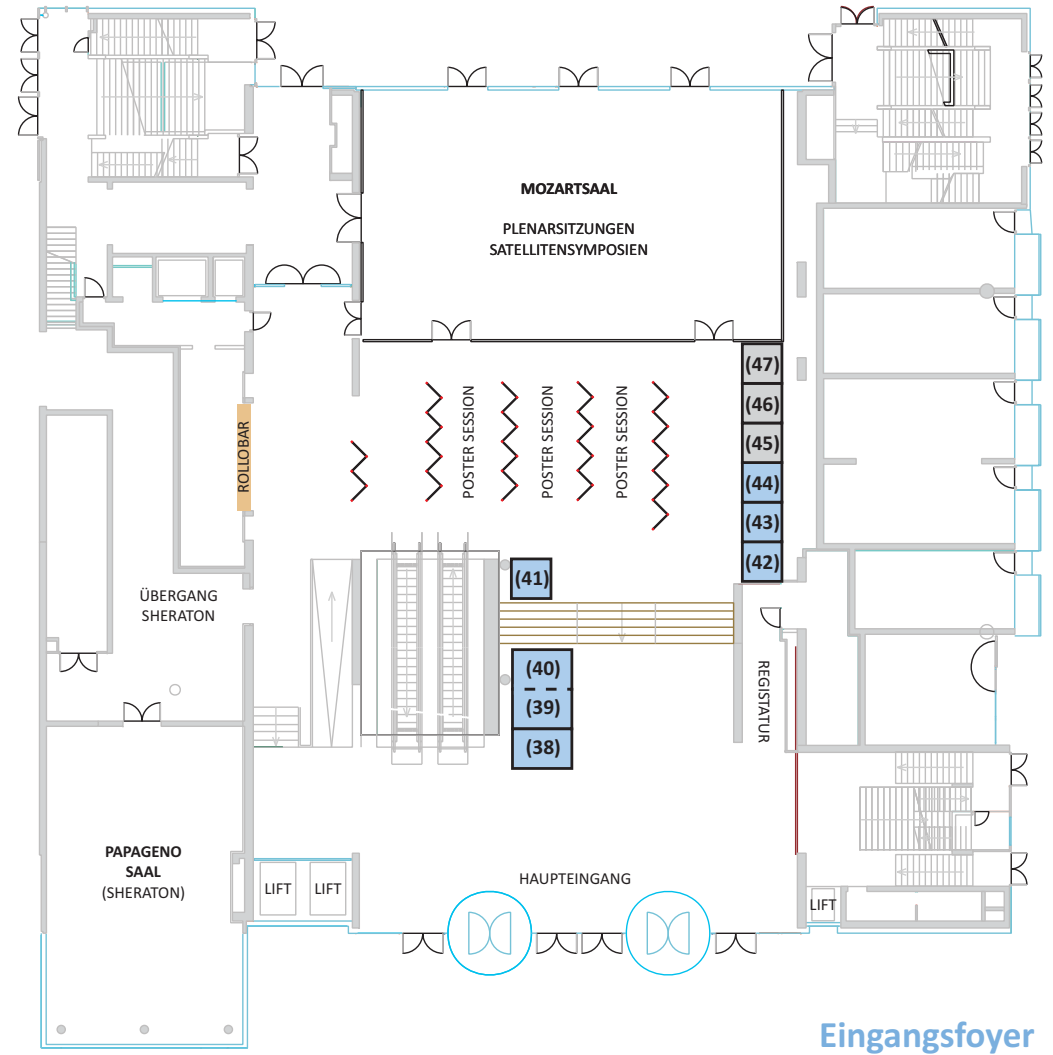 MOZARTSAAL
PLENARSITZUNGEN
SATELLITENSYMPOSIEN
(47)
(46)
(45)
(44)
(43)
(42)
ROLLOBAR
POSTER SESSION
POSTER SESSION
POSTER SESSION
(41)
ÜBERGANG
SHERATON
(40)
(39)
(38)
REGISTATUR
PAPAGENO
SAAL
(SHERATON)
LIFT
LIFT
HAUPTEINGANG
LIFT
Eingangsfoyer